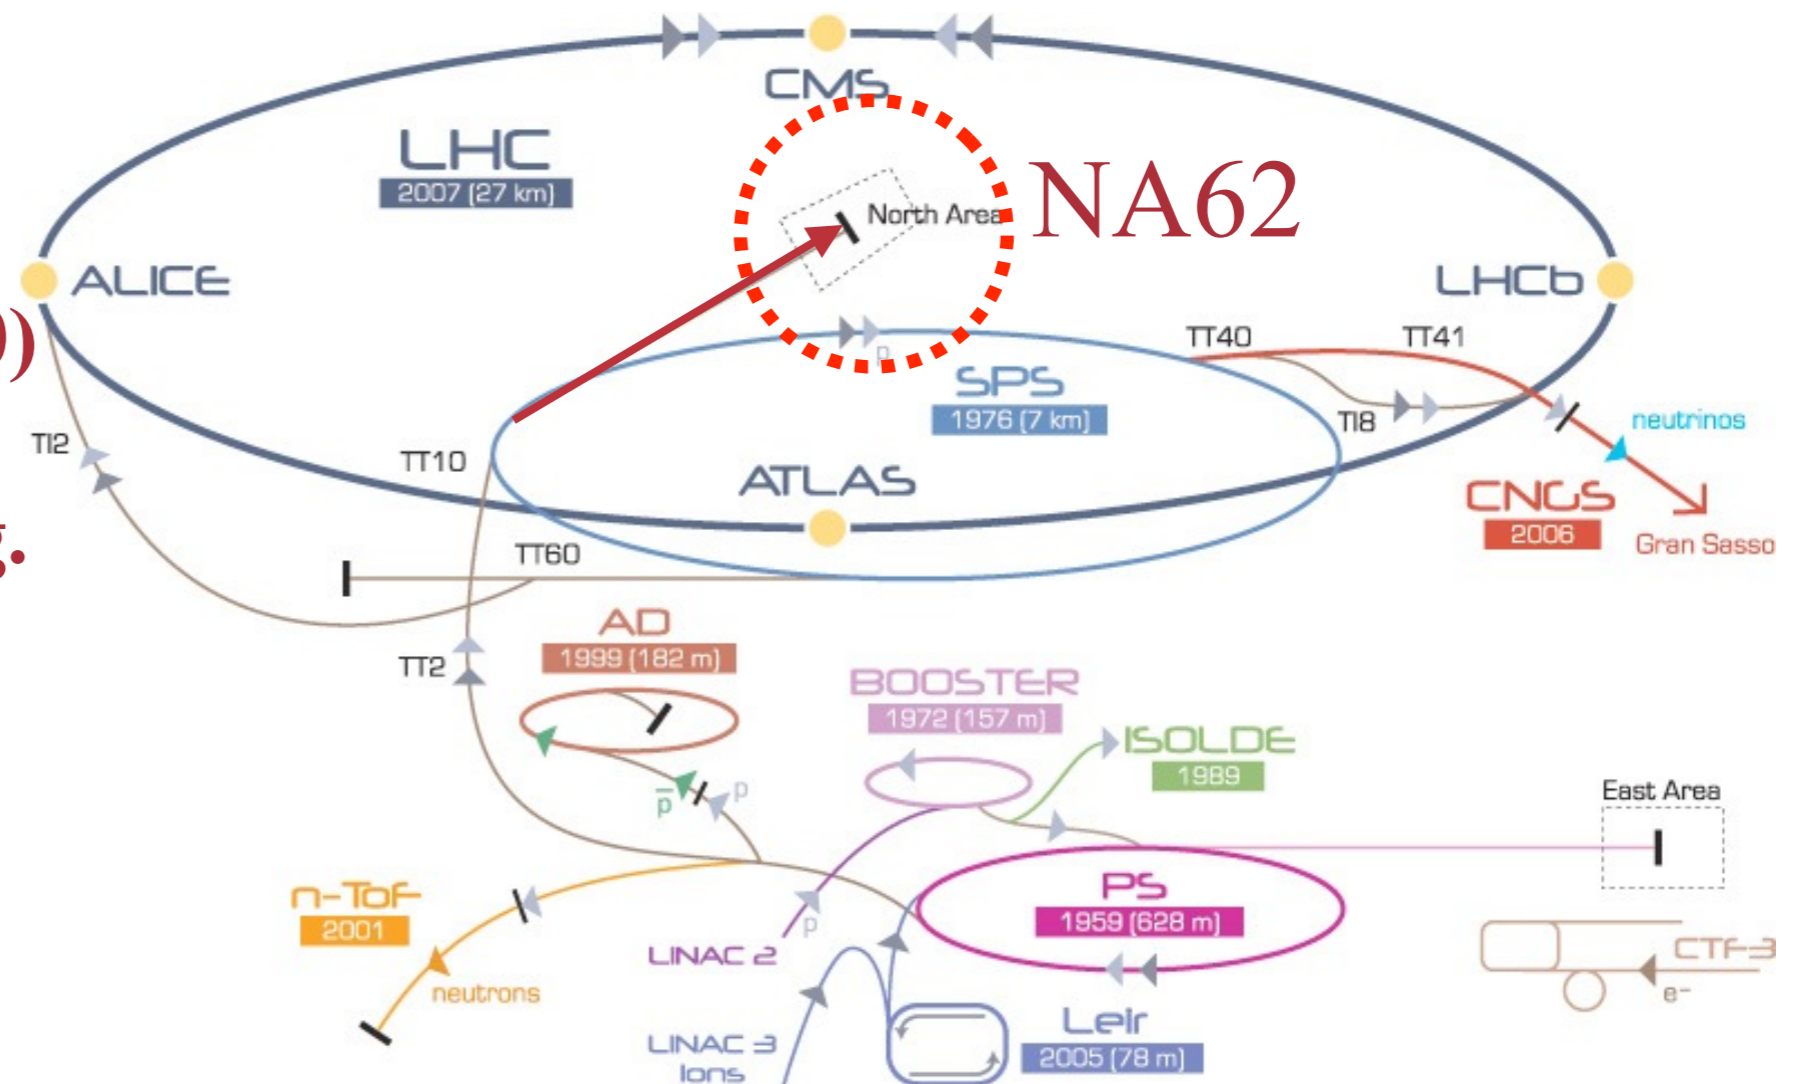 CMS
LHC
2007 (27 km)
North Area
NA62
ALICE
LHCb
)
p
TT40
TT41
SPS
1976 (7 km)
TI8
neutrinos
TI2
TT10
ATLAS
CNGS
2006
Gran Sasso
g.
TT60
AD
1999 (182 m)
TT2
BOOSTER
1972 (157 m)
ISOLDE
1989
p
p̅
East Area
n-ToF
2001
PS
1959 (628 m)
p
LINAC 2
neutrons
CTF-3
e⁻
Leir
2005 (78 m)
LINAC 3
Ions